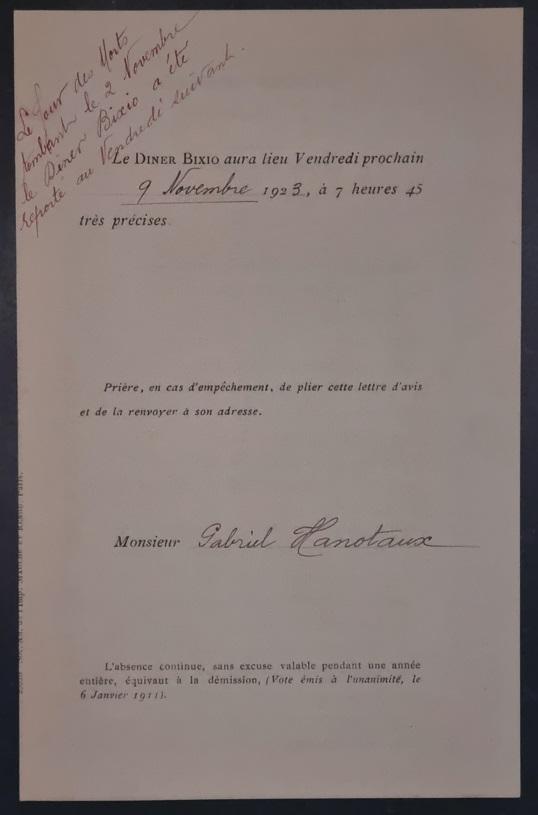 Le Jour des Morts
tombant le 2 Novembre
le Diner Bixio a été
reporté au Vendredi suivant.
Le DINER BIXIO aura lieu Vendredi prochain
9 Novembre 1923, à 7 heures 45
très précises.
Prière, en cas d'empêchement, de plier cette lettre d'avis
et de la renvoyer à son adresse.
Monsieur Gabriel Hanotaux
L'absence continue, sans excuse valable pendant une année
entière, équivaut à la démission, (Vote émis à l'unanimité, le
6 Janvier 1911).